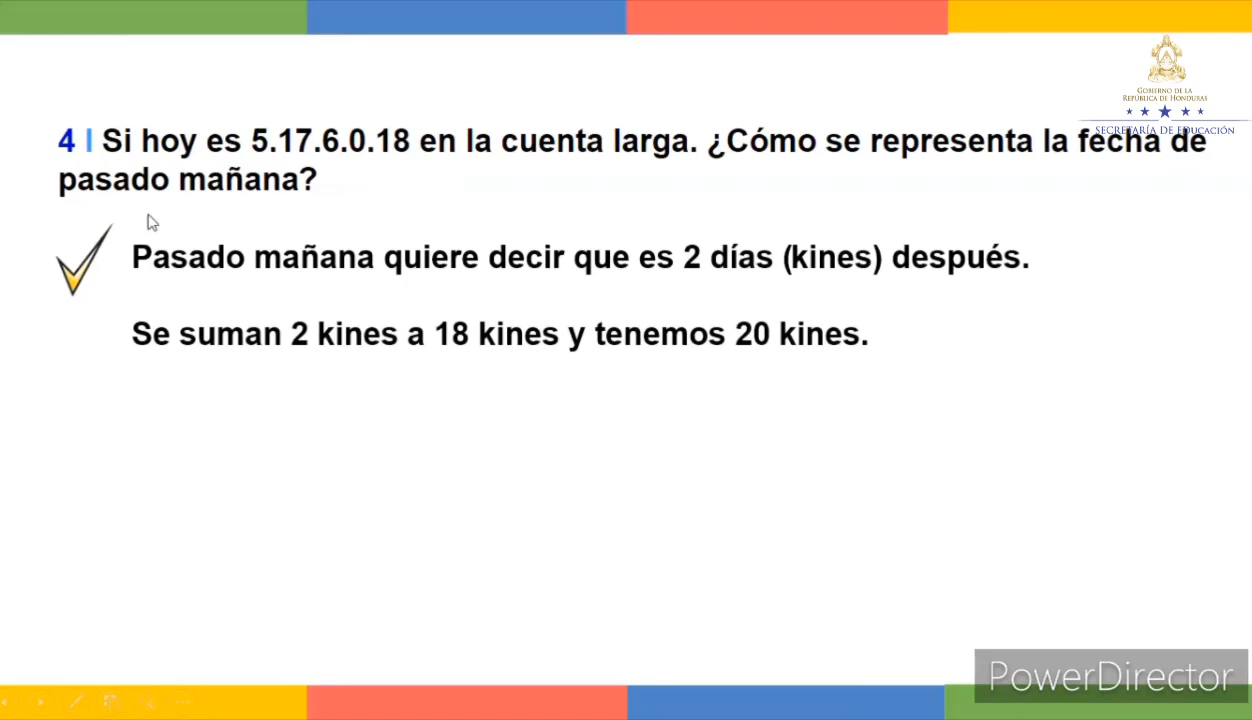 GOBIERNO DE LA
REPÚBLICA DE HONDURAS
SECRETARÍA DE EDUCACIÓN
4 | Si hoy es 5.17.6.0.18 en la cuenta larga. ¿Cómo se representa la fecha de
pasado mañana?
Pasado mañana quiere decir que es 2 días (kines) después.
Se suman 2 kines a 18 kines y tenemos 20 kines.
PowerDirector